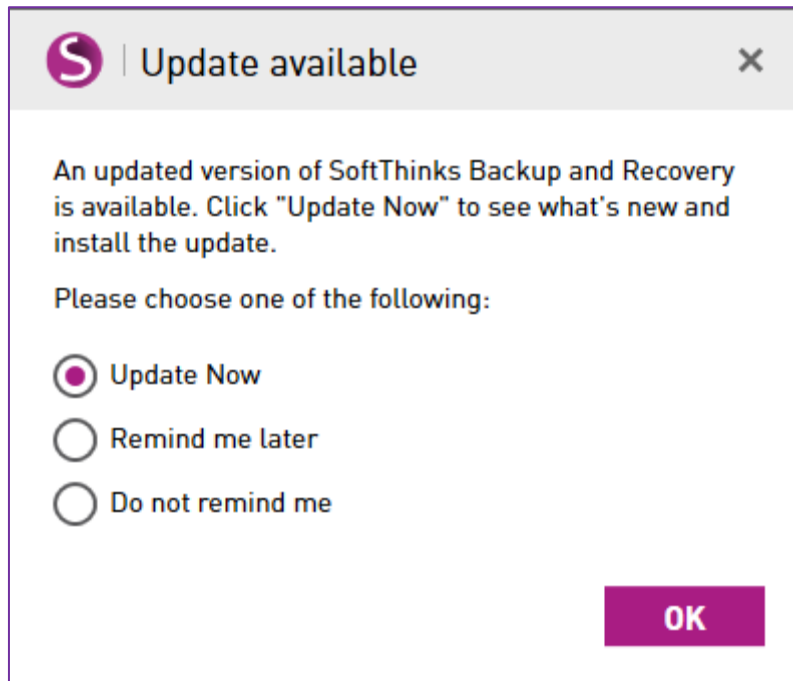 S | Update available
An updated version of SoftThinks Backup and Recovery
is available. Click "Update Now" to see what's new and
install the update.
Please choose one of the following:
Update Now
Remind me later
Do not remind me
OK